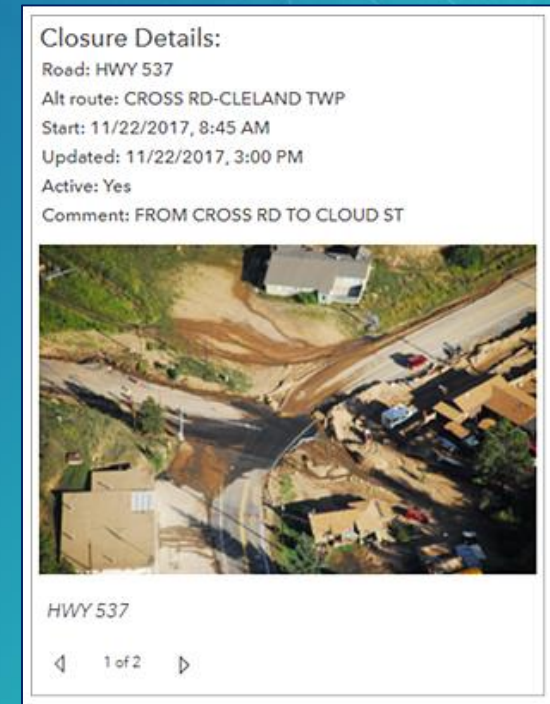 Closure Details:
Road: HWY 537
Alt route: CROSS RD-CLELAND TWP
Start: 11/22/2017, 8:45 AM
Updated: 11/22/2017, 3:00 PM
Active: Yes
Comment: FROM CROSS RD TO CLOUD ST
HWY 537
1 of 2